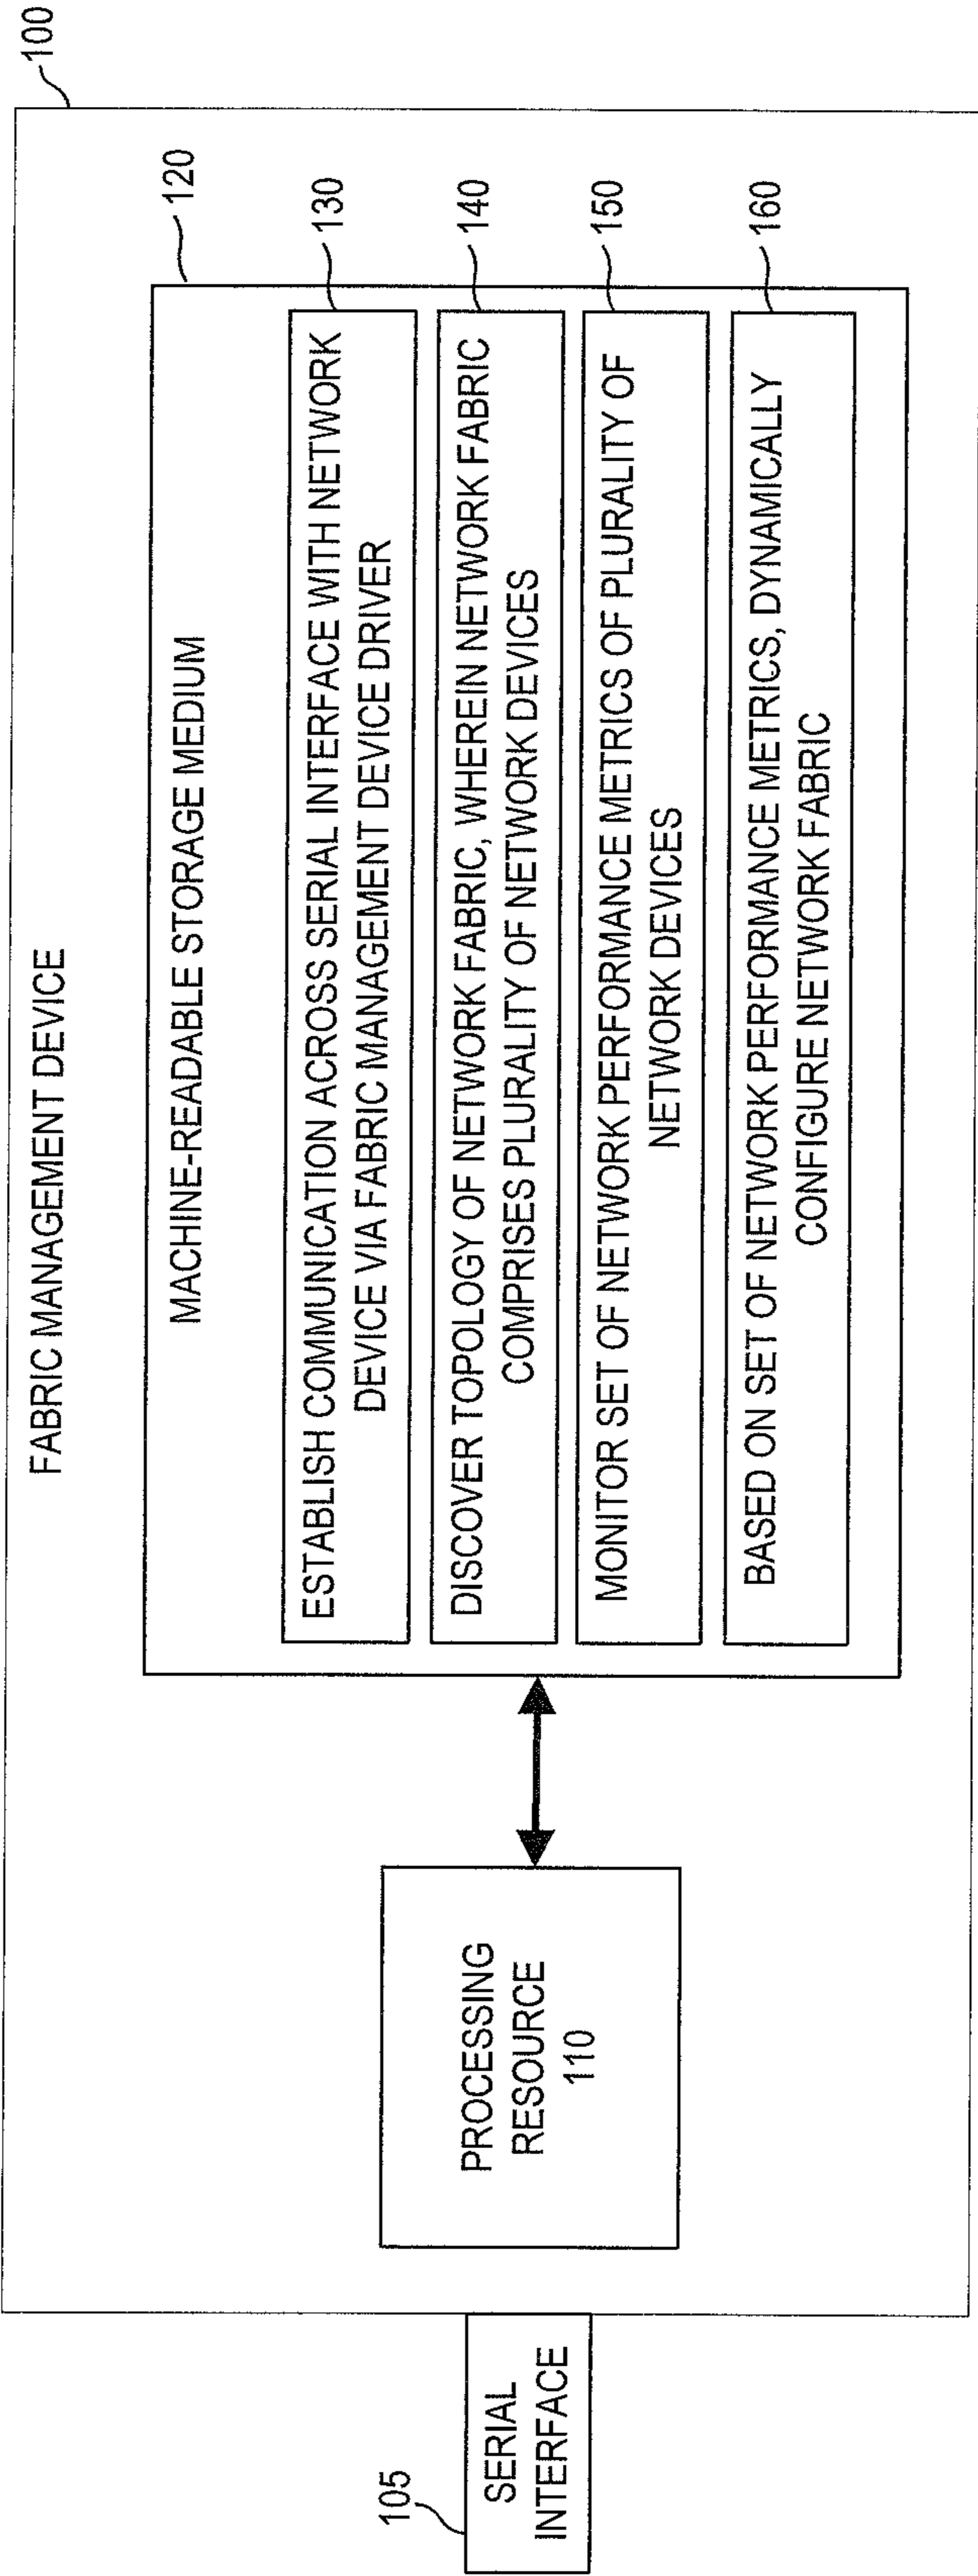 100
FABRIC MANAGEMENT DEVICE
120
MACHINE-READABLE STORAGE MEDIUM
130
ESTABLISH COMMUNICATION ACROSS SERIAL INTERFACE WITH NETWORK
DEVICE VIA FABRIC MANAGEMENT DEVICE DRIVER
140
DISCOVER TOPOLOGY OF NETWORK FABRIC, WHEREIN NETWORK FABRIC
COMPRISES PLURALITY OF NETWORK DEVICES
150
MONITOR SET OF NETWORK PERFORMANCE METRICS OF PLURALITY OF
NETWORK DEVICES
160
BASED ON SET OF NETWORK PERFORMANCE METRICS, DYNAMICALLY
CONFIGURE NETWORK FABRIC
PROCESSING
RESOURCE
110
105
SERIAL
INTERFACE